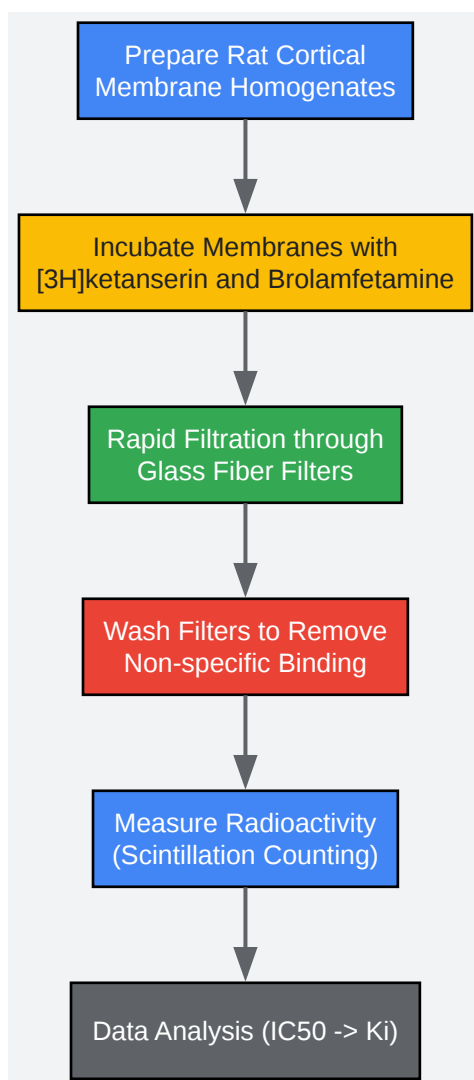 Prepare Rat Cortical
Membrane Homogenates
Incubate Membranes with
[3H]ketanserin and Brolamfetamine
Rapid Filtration through
Glass Fiber Filters
Wash Filters to Remove
Non-specific Binding
Measure Radioactivity
(Scintillation Counting)
Data Analysis (IC50 -> Ki)